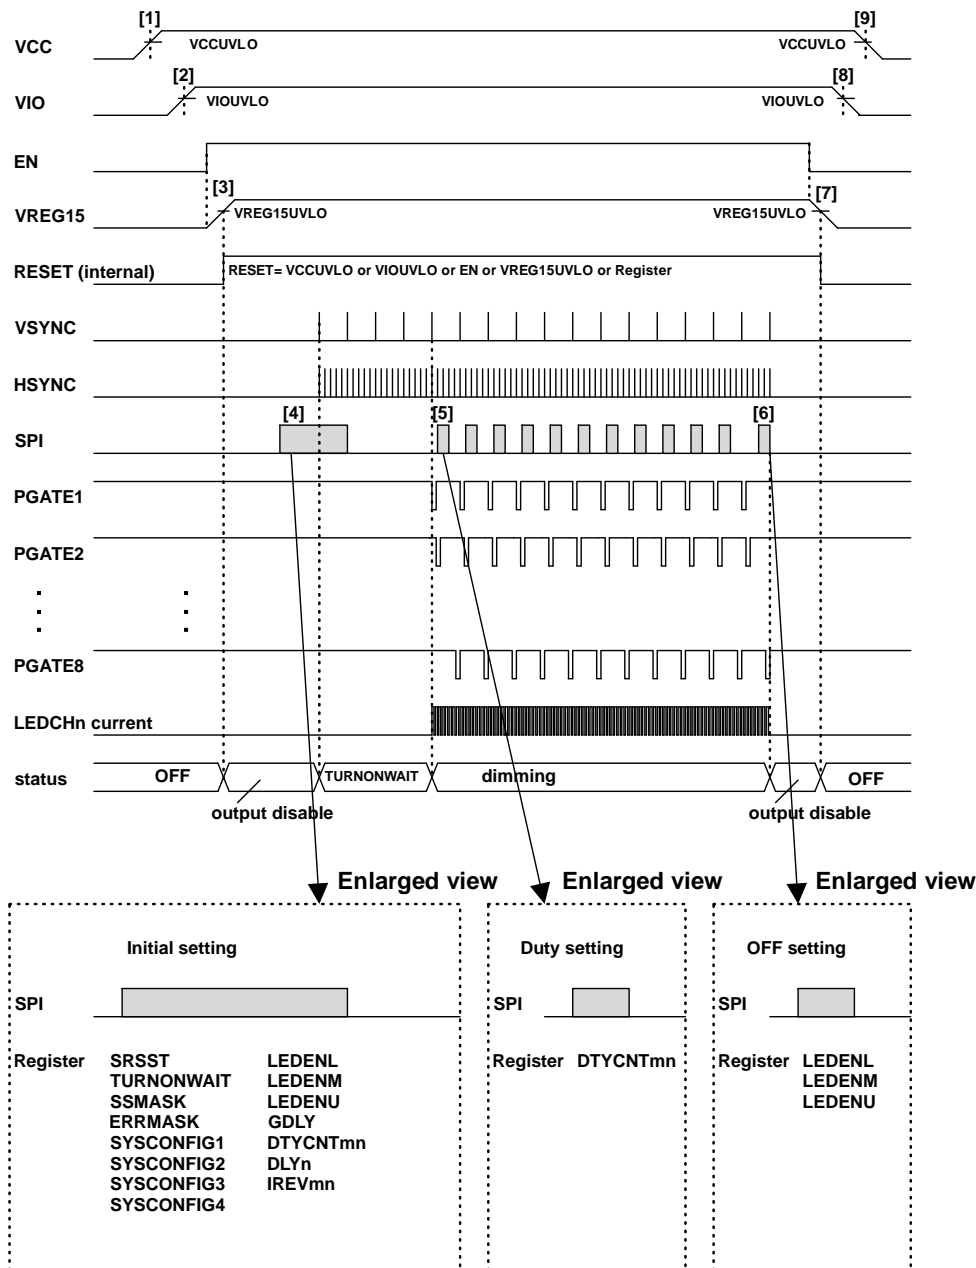 [1] [9]
VCC VCCUVLO VCCUVLO
[2] [8]
VIO VIOUVLO VIOUVLO
EN
[3] [7]
VREG15 VREG15UVLO VREG15UVLO
RESET (internal) RESET= VCCUVLO or VIOUVLO or EN or VREG15UVLO or Register
VSYNC
HSYNC
[4] [5] [6]
SPI
PGATE1
PGATE2
PGATE8
LEDCHn current
status OFF TURNONWAIT dimming OFF
output disable output disable
Enlarged view Enlarged view Enlarged view
Initial setting Duty setting OFF setting
SPI SPI SPI
Register SRSST LEDENL Register DTYCNTmn Register LEDENL
TURNONWAIT LEDENM LEDENM
SSMASK LEDENU LEDENU
ERRMASK GDLY
SYSCONFIG1 DTYCNTmn
SYSCONFIG2 DLYn
SYSCONFIG3 IREVmn
SYSCONFIG4